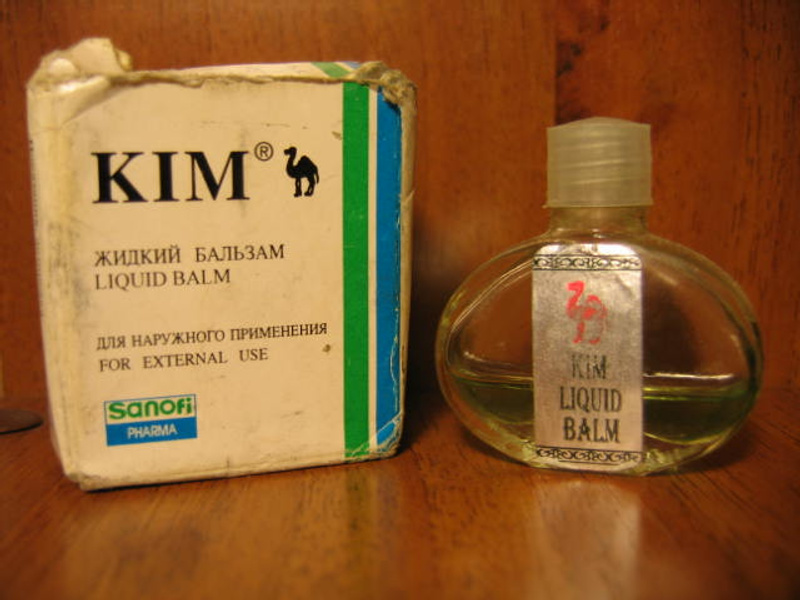 KIM®
ЖИДКИЙ БАЛЬЗАМ
LIQUID BALM
ДЛЯ НАРУЖНОГО ПРИМЕНЕНИЯ
FOR EXTERNAL USE
sanofi
PHARMA
KIM
LIQUID
BALM